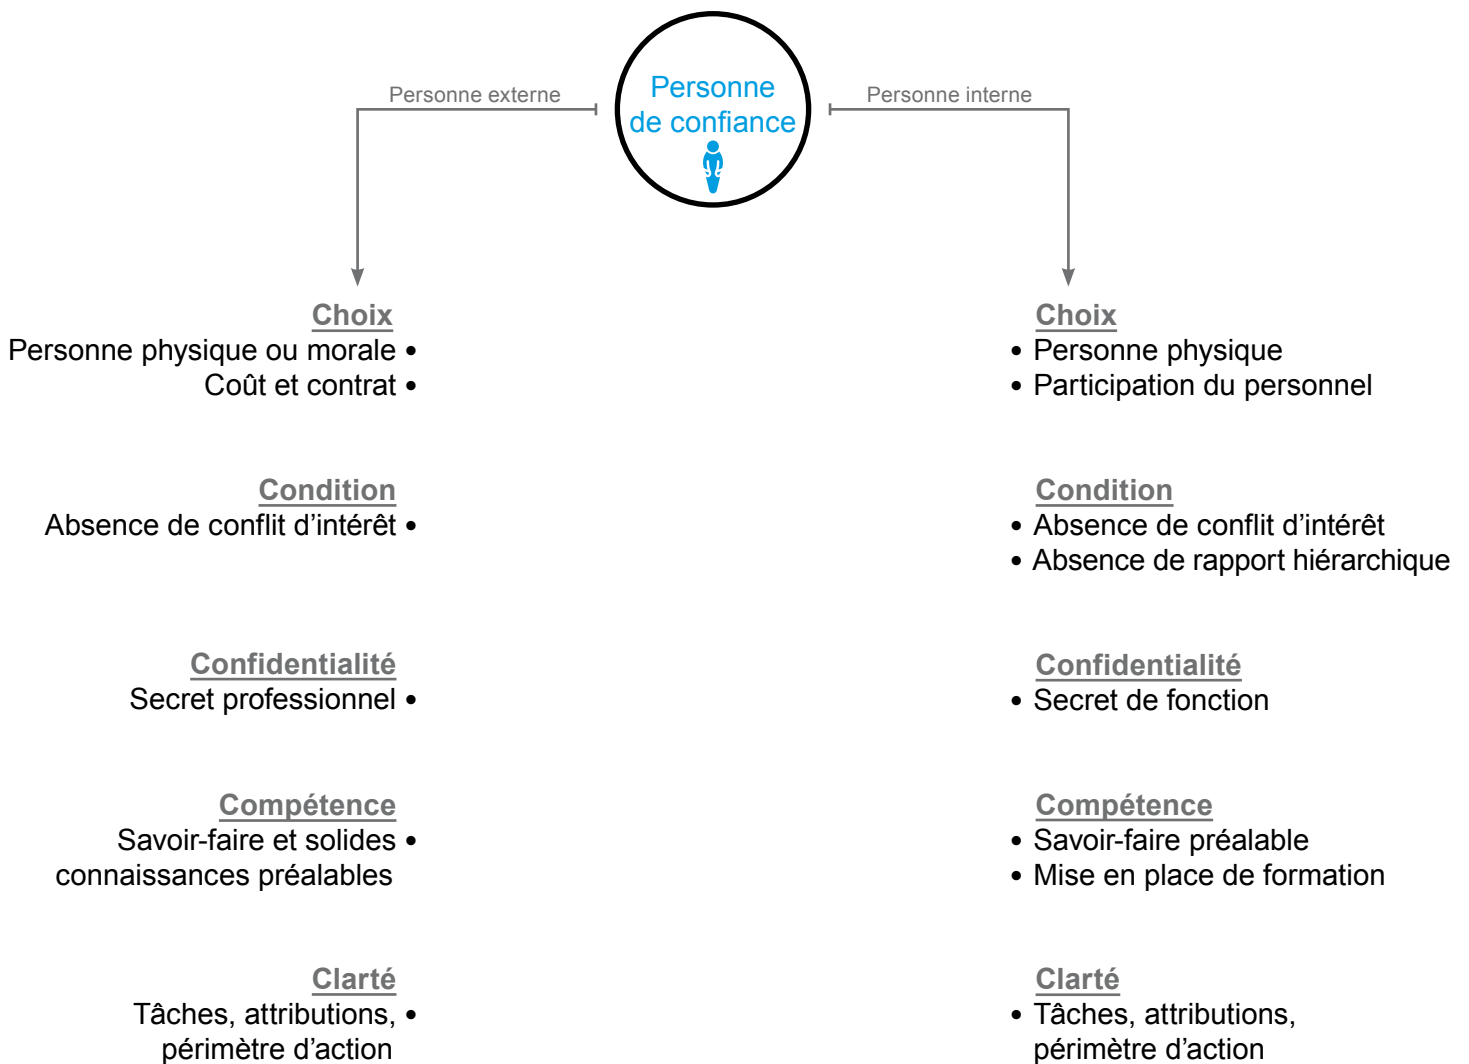 Personne
de confiance
Personne externe
Personne interne
Choix
Personne physique ou morale •
Coût et contrat •
Condition
Absence de conflit d’intérêt •
Confidentialité
Secret professionnel •
Compétence
Savoir-faire et solides •
connaissances préalables
Clarté
Tâches, attributions, •
périmètre d’action
Choix
• Personne physique
• Participation du personnel
Condition
• Absence de conflit d’intérêt
• Absence de rapport hiérarchique
Confidentialité
• Secret de fonction
Compétence
• Savoir-faire préalable
• Mise en place de formation
Clarté
• Tâches, attributions,
périmètre d’action